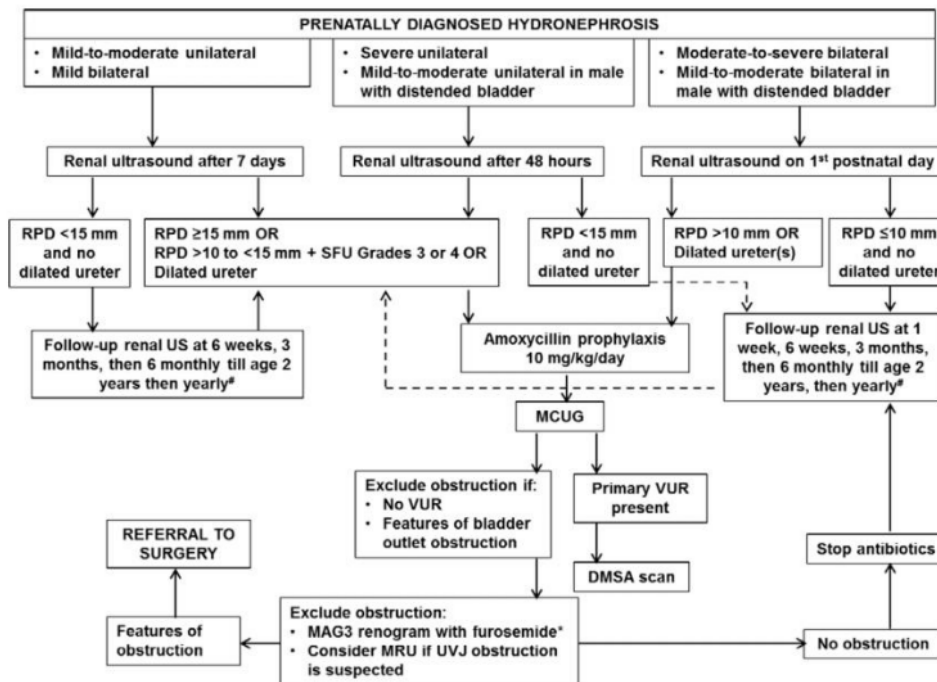 PRENATALLY DIAGNOSED HYDRONEPHROSIS
• Mild-to-moderate unilateral
• Mild bilateral
• Severe unilateral
• Mild-to-moderate unilateral in male
with distended bladder
• Moderate-to-severe bilateral
• Mild-to-moderate bilateral in
male with distended bladder
Renal ultrasound after 7 days
Renal ultrasound after 48 hours
Renal ultrasound on 1st postnatal day
RPD <15 mm
and no
dilated ureter
RPD ≥15 mm OR
RPD >10 to <15 mm + SFU Grades 3 or 4 OR
Dilated ureter
RPD <15 mm
and no
dilated ureter
RPD >10 mm OR
Dilated ureter(s)
RPD ≤10 mm
and no
dilated ureter
Follow-up renal US at 6 weeks, 3
months, then 6 monthly till age 2
years then yearly#
Amoxycillin prophylaxis
10 mg/kg/day
Follow-up renal US at 1
week, 6 weeks, 3 months,
then 6 monthly till age 2
years, then yearly#
MCUG
Exclude obstruction if:
• No VUR
• Features of bladder
outlet obstruction
Primary VUR
present
REFERRAL TO
SURGERY
Stop antibiotics
DMSA scan
Features of
obstruction
Exclude obstruction:
• MAG3 renogram with furosemide*
• Consider MRU if UVJ obstruction
is suspected
No obstruction